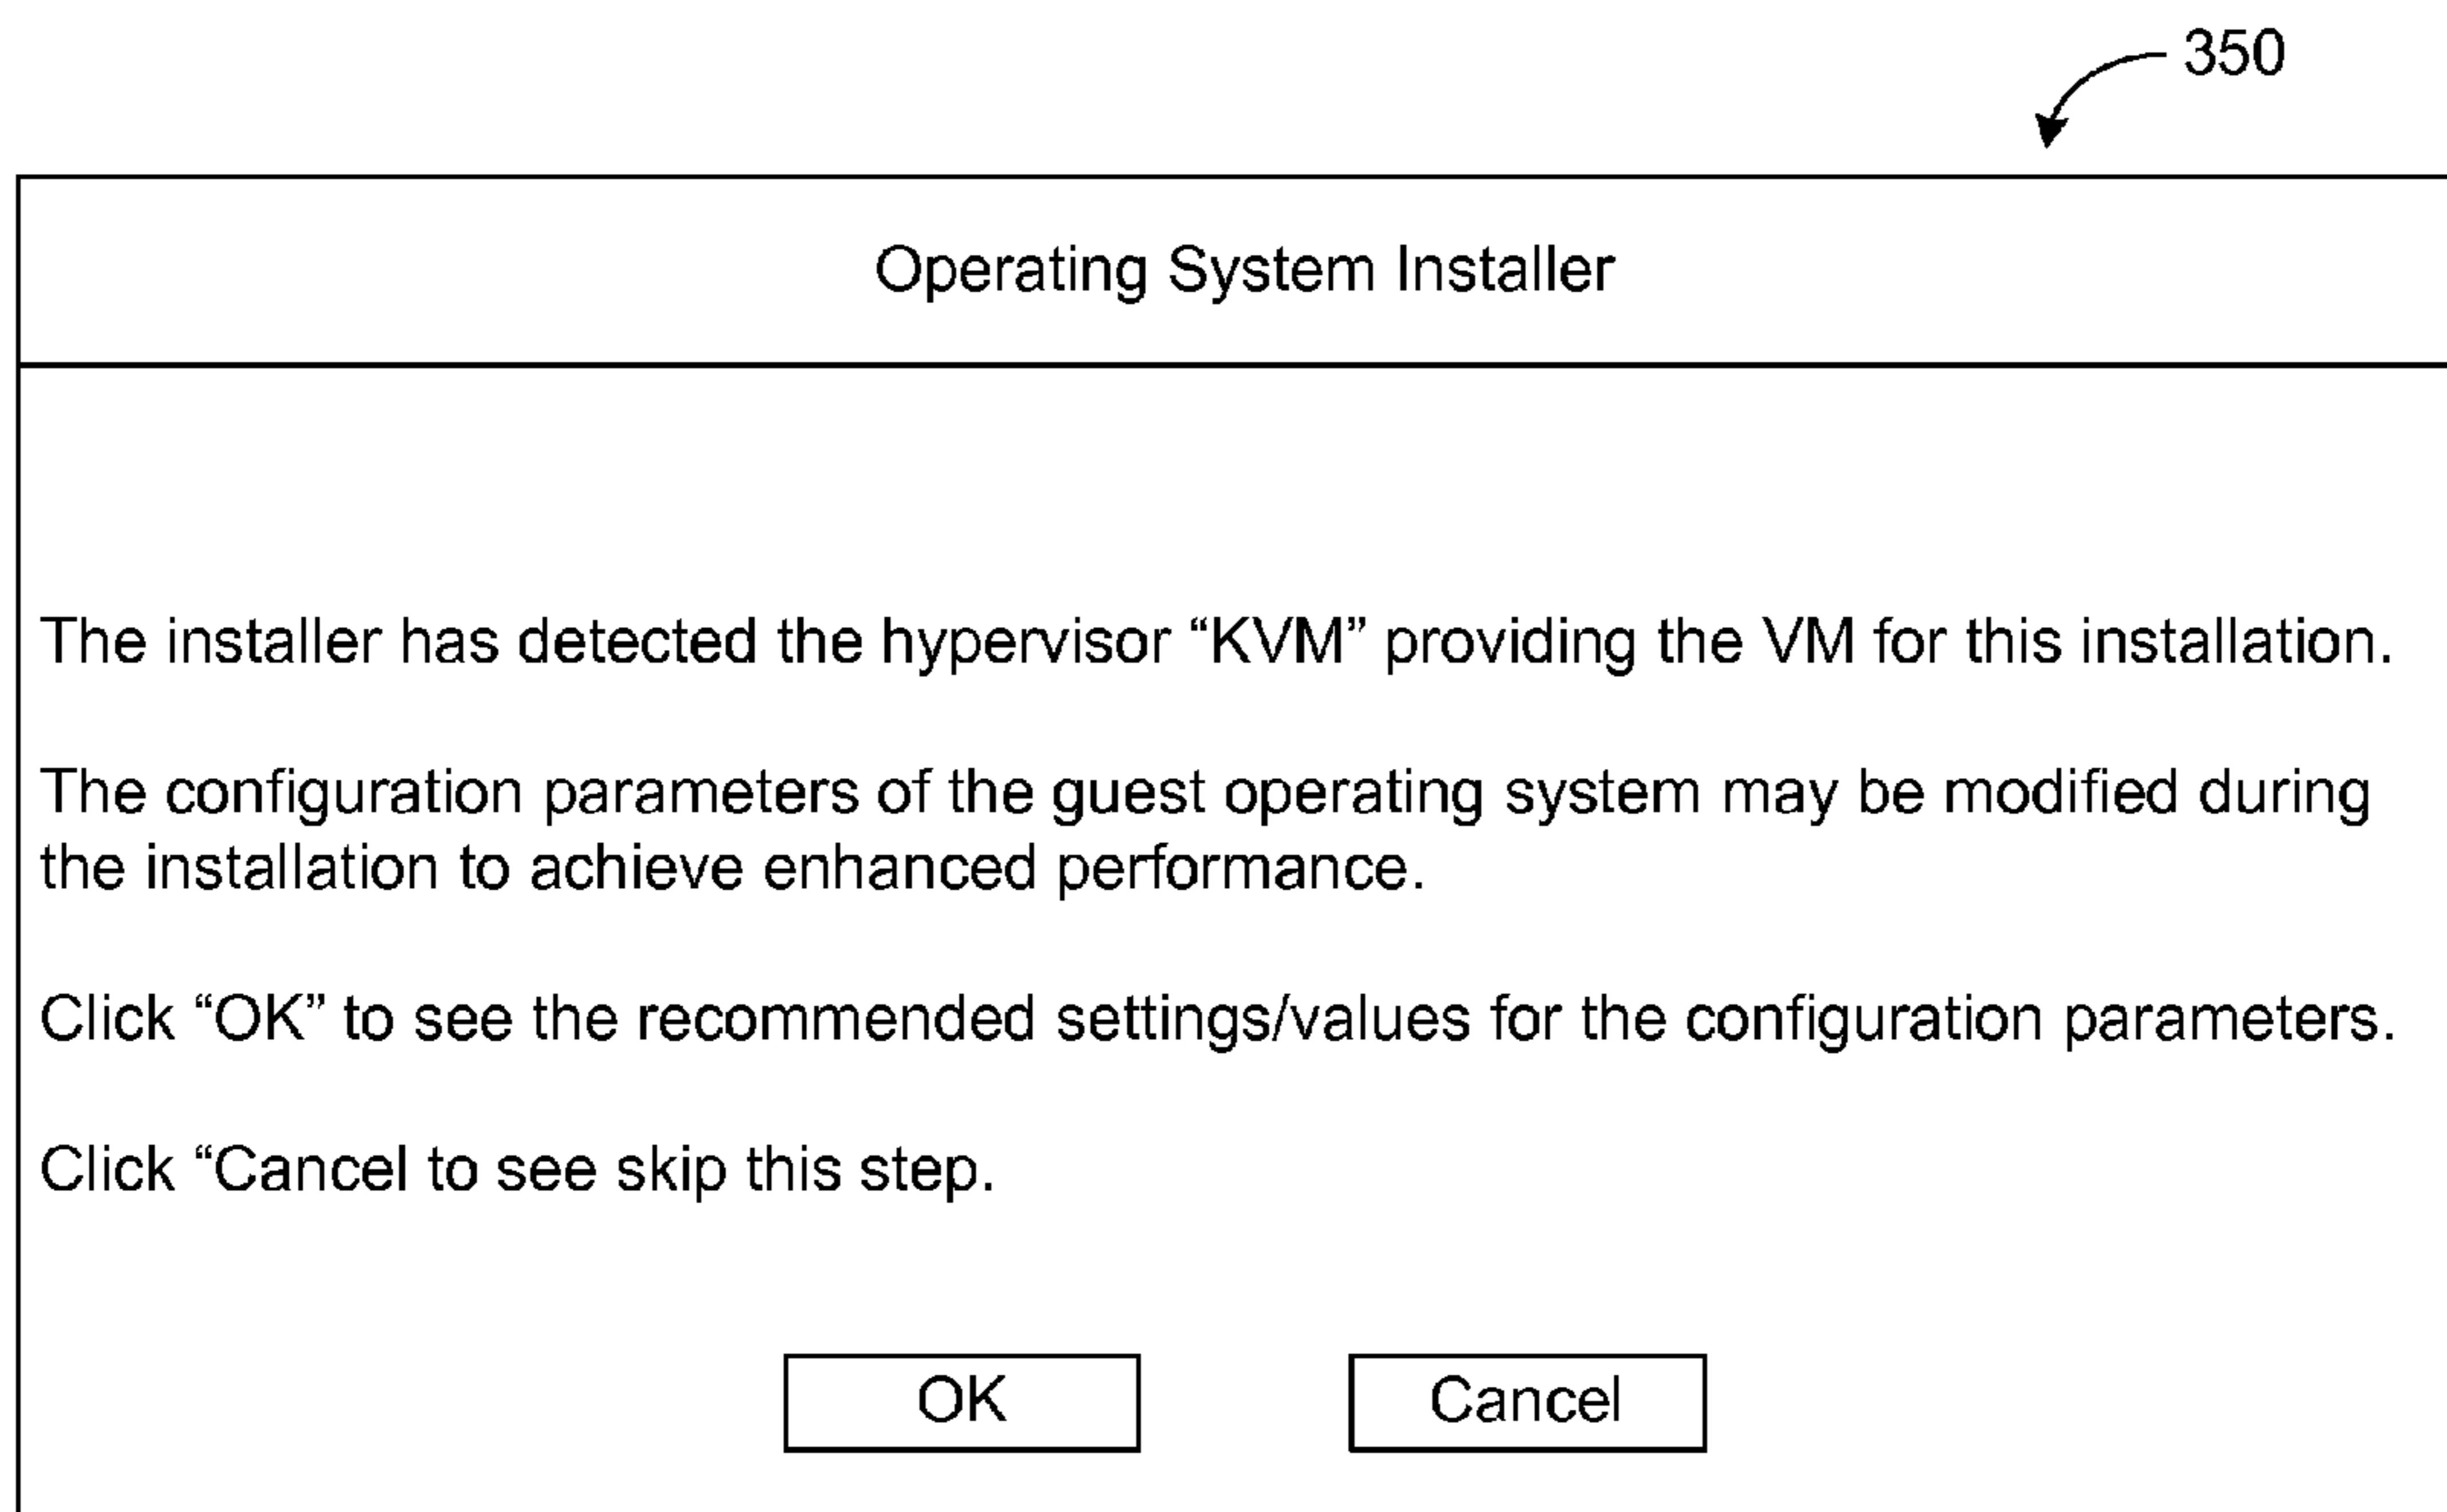 350
Operating System Installer
The installer has detected the hypervisor “KVM” providing the VM for this installation.
The configuration parameters of the guest operating system may be modified during
the installation to achieve enhanced performance.
Click “OK” to see the recommended settings/values for the configuration parameters.
Click “Cancel to see skip this step.
OK
Cancel